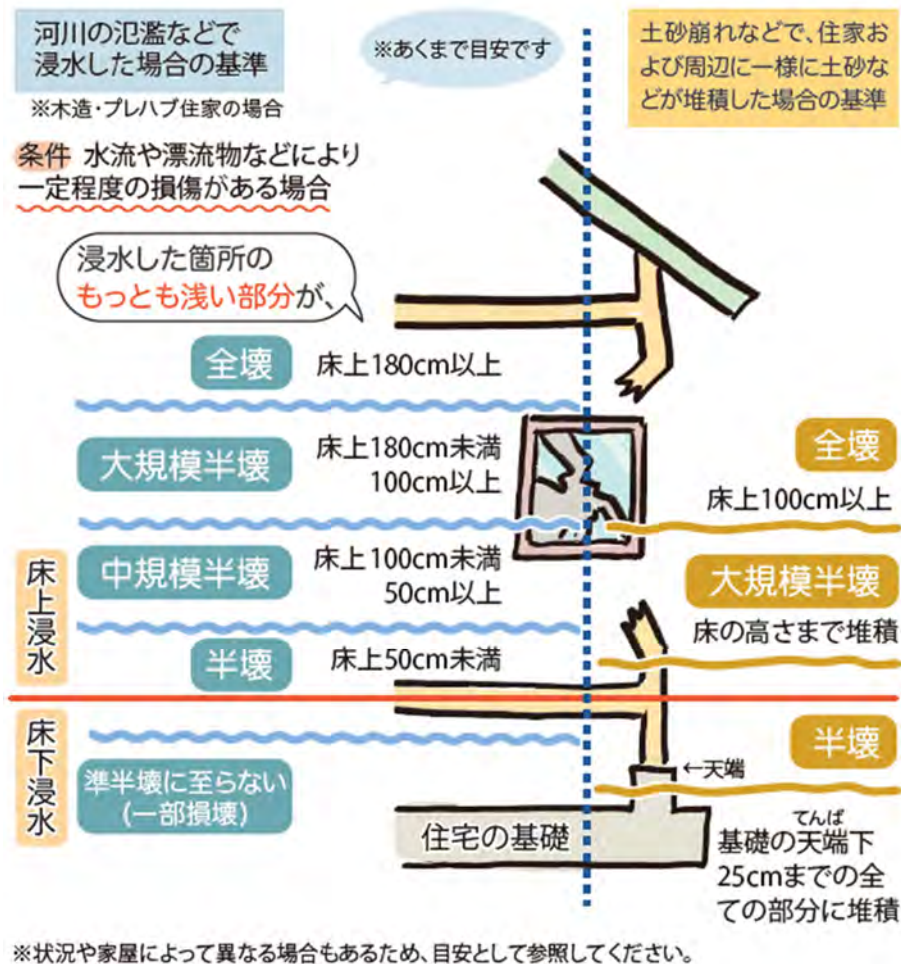 河川の氾濫などで
浸水した場合の基準
※木造・プレハブ住家の場合
※あくまで目安です
土砂崩れなどで、住家お
よび周辺に一様に土砂な
どが堆積した場合の基準
条件 水流や漂流物などにより
一定程度の損傷がある場合
浸水した箇所の
もっとも浅い部分が、
全壊 床上180cm以上
大規模半壊 床上180cm未満
100cm以上
床上浸水
中規模半壊 床上100cm未満
50cm以上
半壊 床上50cm未満
床下浸水
準半壊に至らない
(一部損壊)
全壊
床上100cm以上
大規模半壊
床の高さまで堆積
半壊
←天端
住宅の基礎
てんば
基礎の天端下
25cmまでの全
ての部分に堆積
※状況や家屋によって異なる場合もあるため、目安として参照してください。